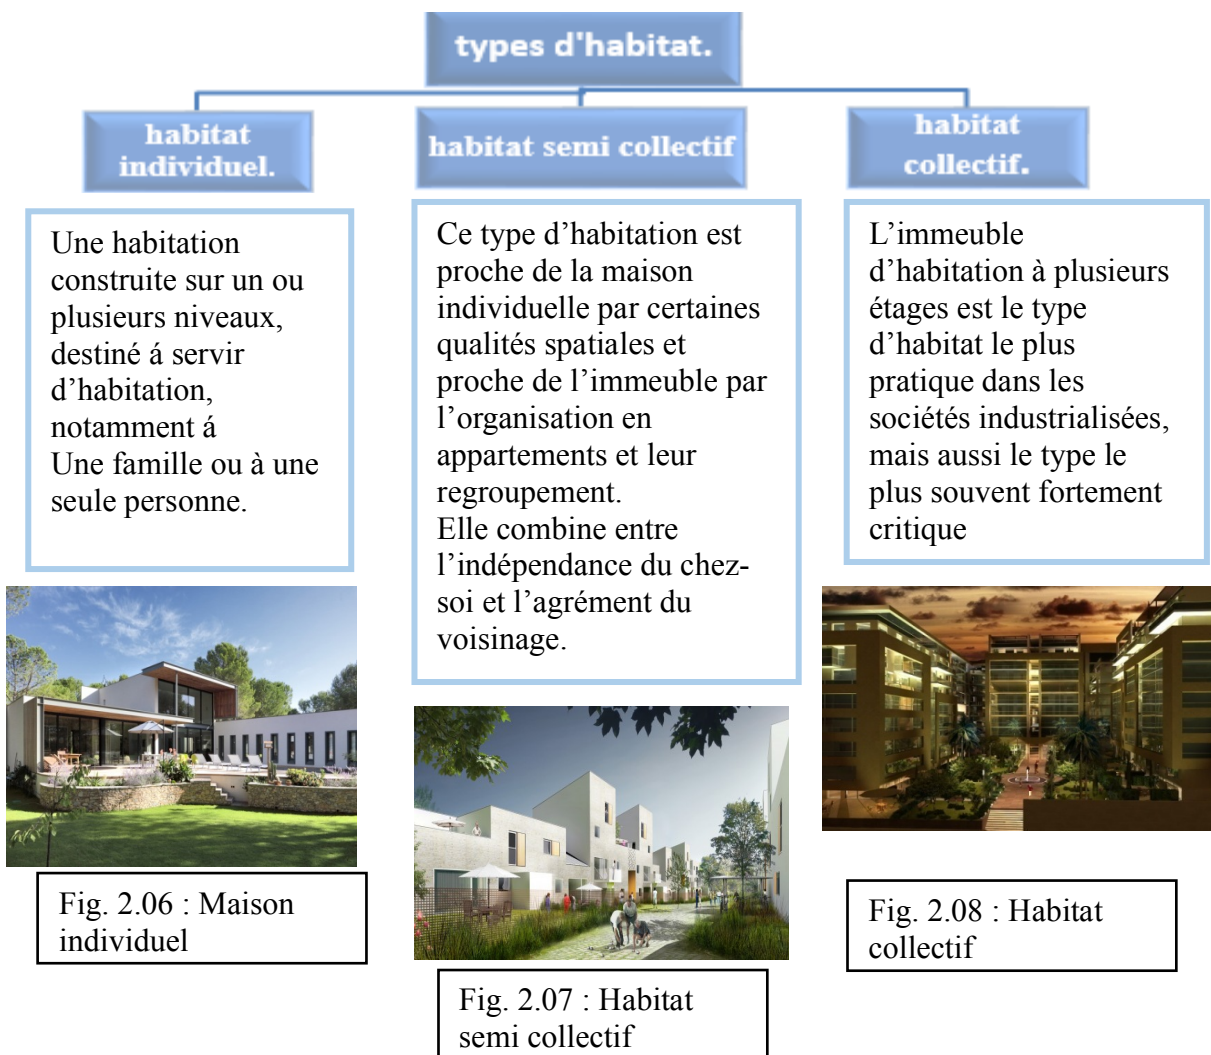 types d'habitat.
habitat
individuel.
habitat semi collectif
habitat
collectif.
Une habitation
construite sur un ou
plusieurs niveaux,
destiné á servir
d’habitation,
notamment á
Une famille ou à une
seule personne.
Ce type d’habitation est
proche de la maison
individuelle par certaines
qualités spatiales et
proche de l’immeuble par
l’organisation en
appartements et leur
regroupement.
Elle combine entre
l’indépendance du chez-
soi et l’agrément du
voisinage.
L’immeuble
d’habitation à plusieurs
étages est le type
d’habitat le plus
pratique dans les
sociétés industrialisées,
mais aussi le type le
plus souvent fortement
critique
Fig. 2.06 : Maison
individuel
Fig. 2.07 : Habitat
semi collectif
Fig. 2.08 : Habitat
collectif